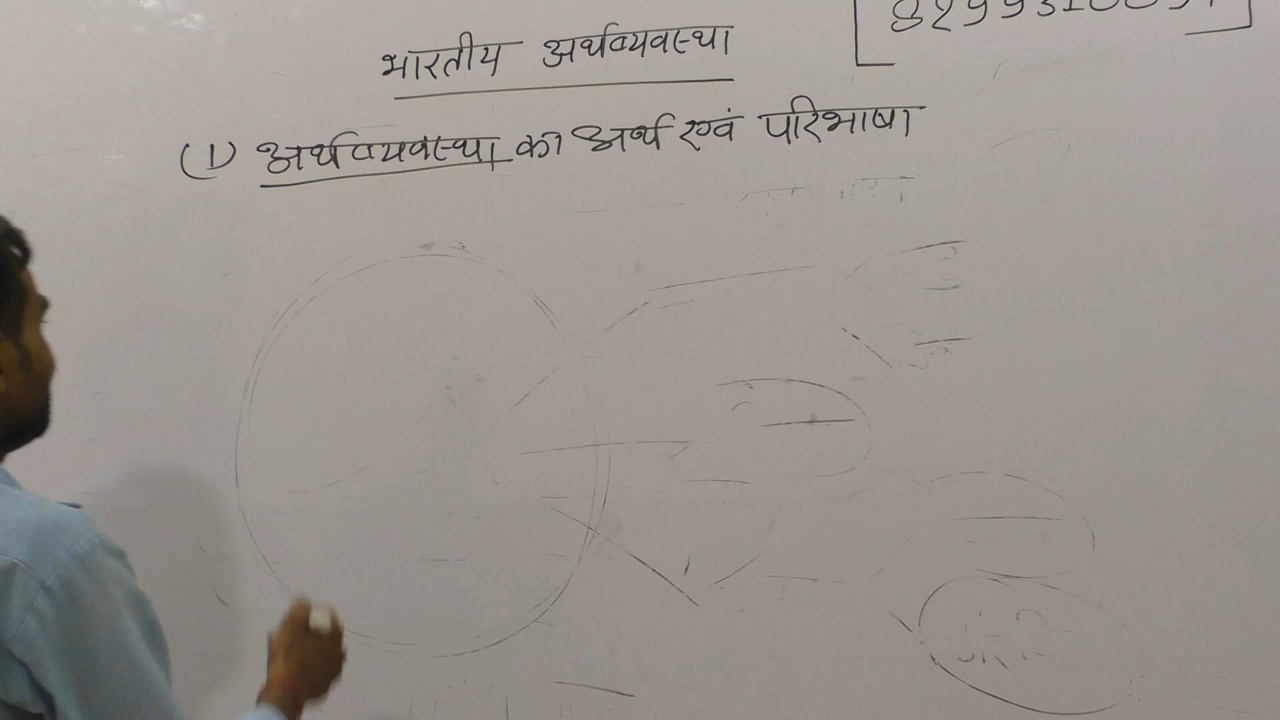 भारतीय अर्थव्यवस्था
(1) अर्थव्यवस्था का अर्थ एवं परिभाषा